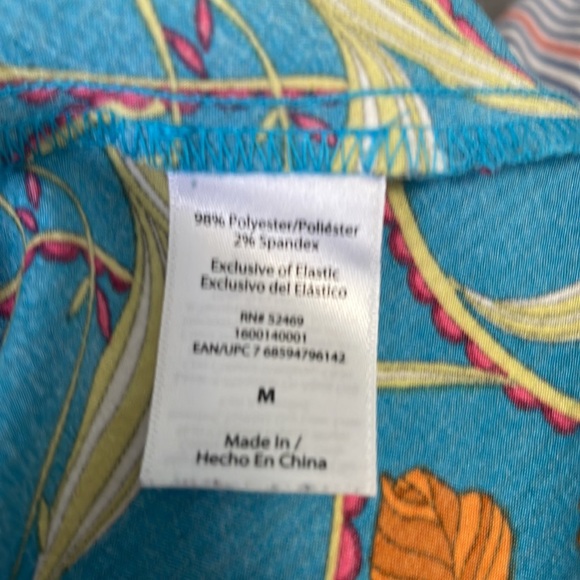 98% Polyester/Poliéster
2% Spandex
Exclusive of Elastic
Exclusivo del Elástico
RN# 52469
1600140001
EAN/UPC 7 68594796142
M
Made In /
Hecho En China